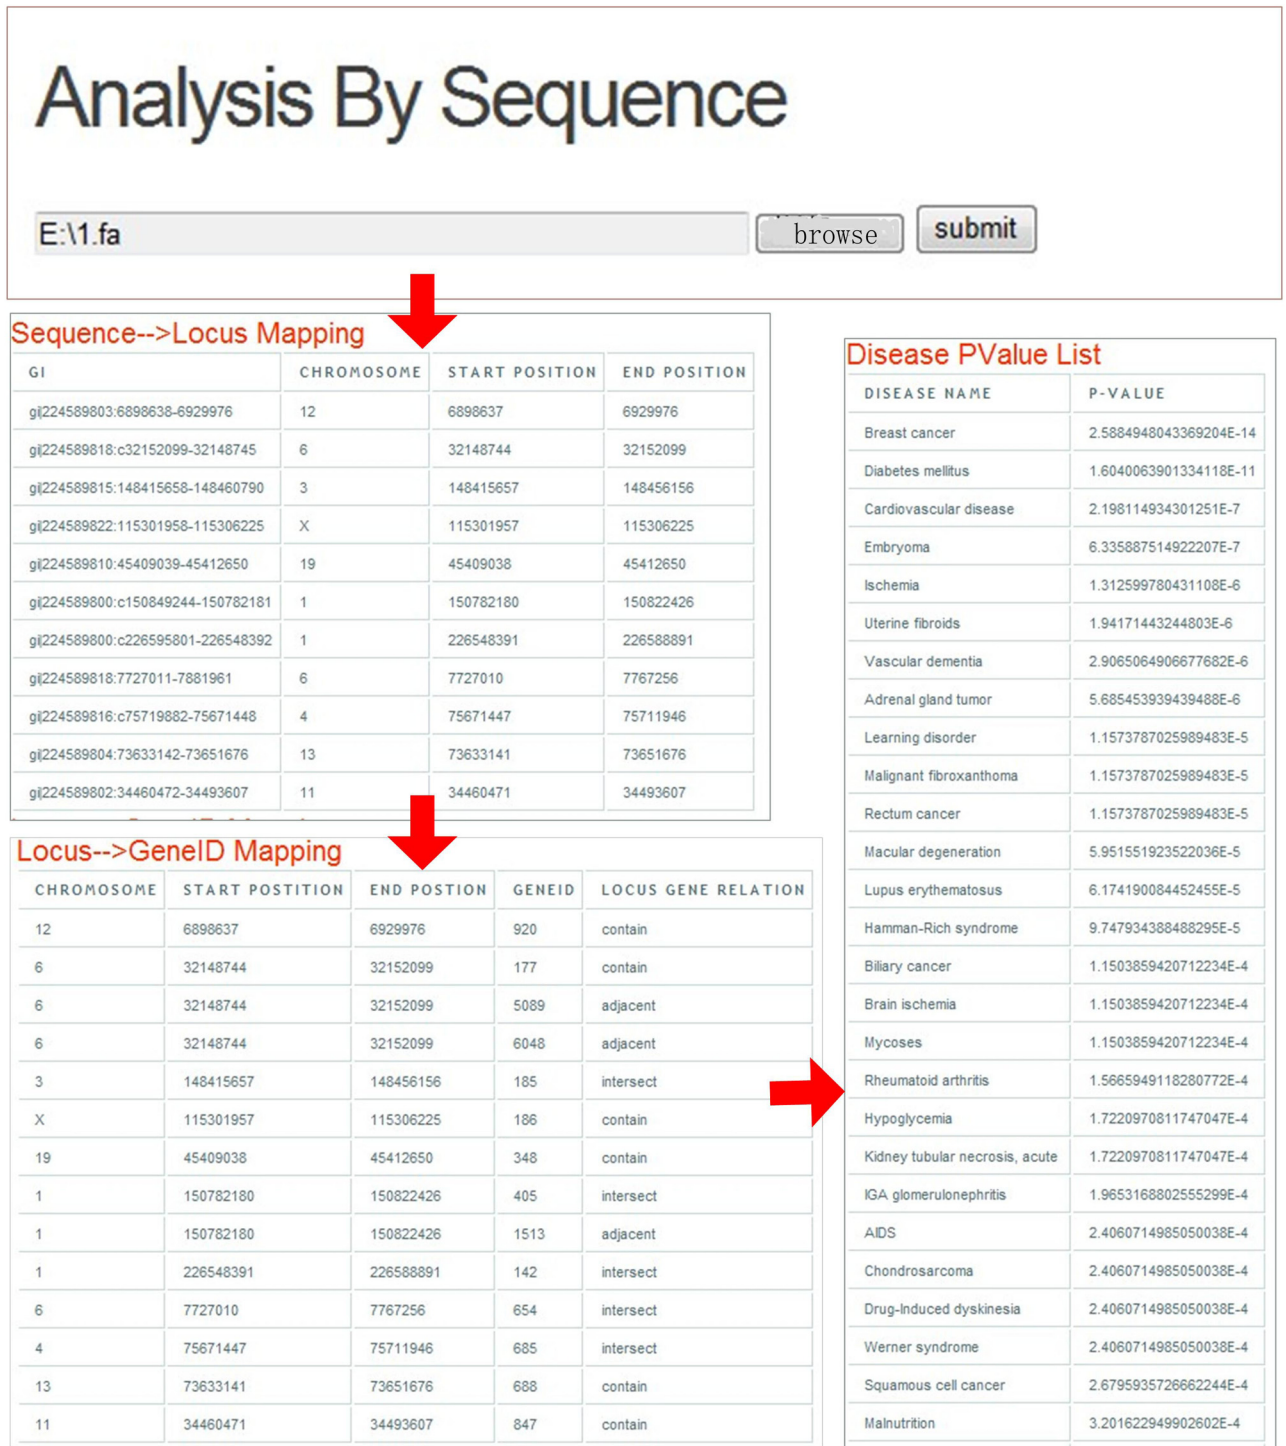 Analysis By Sequence
E:\1.fa browse submit
Sequence-->Locus Mapping
GI CHROMOSOME START POSITION END POSITION
gi|224589803:6898638-6929976 12 6898637 6929976
gi|224589818:c32152099-32148745 6 32148744 32152099
gi|224589815:148415658-148460790 3 148415657 148456156
gi|224589822:115301958-115306225 X 115301957 115306225
gi|224589810:45409039-45412650 19 45409038 45412650
gi|224589800:c150849244-150782181 1 150782180 150822426
gi|224589800:c226595801-226548392 1 226548391 226588891
gi|224589818:7727011-7881961 6 7727010 7767256
gi|224589816:c75719882-75671448 4 75671447 75711946
gi|224589804:73633142-73651676 13 73633141 73651676
gi|224589802:34460472-34493607 11 34460471 34493607
Locus-->GeneID Mapping
CHROMOSOME START POSTITION END POSTION GENEID LOCUS GENE RELATION
12 6898637 6929976 920 contain
6 32148744 32152099 177 contain
6 32148744 32152099 5089 adjacent
6 32148744 32152099 6048 adjacent
3 148415657 148456156 185 intersect
X 115301957 115306225 186 contain
19 45409038 45412650 348 contain
1 150782180 150822426 405 intersect
1 150782180 150822426 1513 adjacent
1 226548391 226588891 142 intersect
6 7727010 7767256 654 intersect
4 75671447 75711946 685 intersect
13 73633141 73651676 688 contain
11 34460471 34493607 847 contain
Disease PValue List
DISEASE NAME P-VALUE
Breast cancer 2.5884948043369204E-14
Diabetes mellitus 1.6040063901334118E-11
Cardiovascular disease 2.198114934301251E-7
Embryoma 6.335887514922207E-7
Ischemia 1.312599780431108E-6
Uterine fibroids 1.94171443244803E-6
Vascular dementia 2.9065064906677682E-6
Adrenal gland tumor 5.685453939439488E-6
Learning disorder 1.1573787025989483E-5
Malignant fibroxanthoma 1.1573787025989483E-5
Rectum cancer 1.1573787025989483E-5
Macular degeneration 5.951551923522036E-5
Lupus erythematosus 6.174190084452455E-5
Hamman-Rich syndrome 9.747934388488295E-5
Biliary cancer 1.1503859420712234E-4
Brain ischemia 1.1503859420712234E-4
Mycoses 1.1503859420712234E-4
Rheumatoid arthritis 1.5665949118280772E-4
Hypoglycemia 1.7220970811747047E-4
Kidney tubular necrosis, acute 1.7220970811747047E-4
IGA glomerulonephritis 1.9653168802555299E-4
AIDS 2.4060714985050038E-4
Chondrosarcoma 2.4060714985050038E-4
Drug-Induced dyskinesia 2.4060714985050038E-4
Werner syndrome 2.4060714985050038E-4
Squamous cell cancer 2.6795935726662244E-4
Malnutrition 3.201622949902602E-4